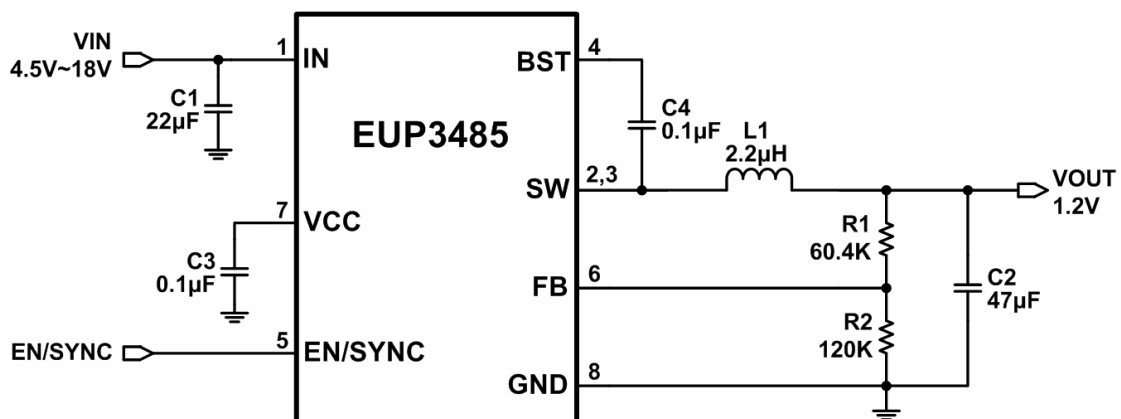 VIN
4.5V~18V
1
IN
C1
22µF
EUP3485
BST
4
C4
0.1µF
L1
2.2µH
SW
2,3
VOUT
1.2V
7
VCC
C3
0.1µF
R1
60.4K
FB
6
C2
47µF
R2
120K
EN/SYNC
5
EN/SYNC
GND
8